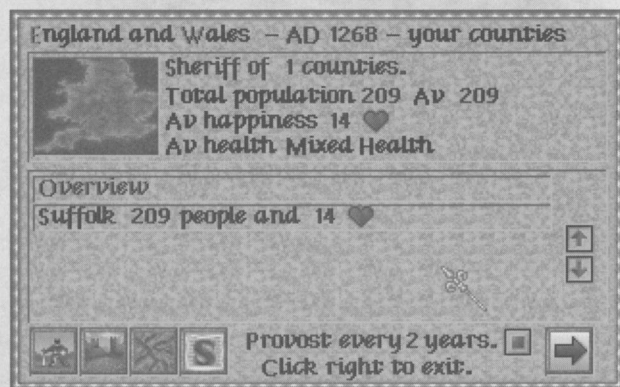 England and Wales - AD 1268 - your counties
Sheriff of 1 counties.
Total population 209 Av 209
Av happiness 14
Av health Mixed Health
Overview
Suffolk 209 people and 14
S
Provost every 2 years.
Click right to exit.